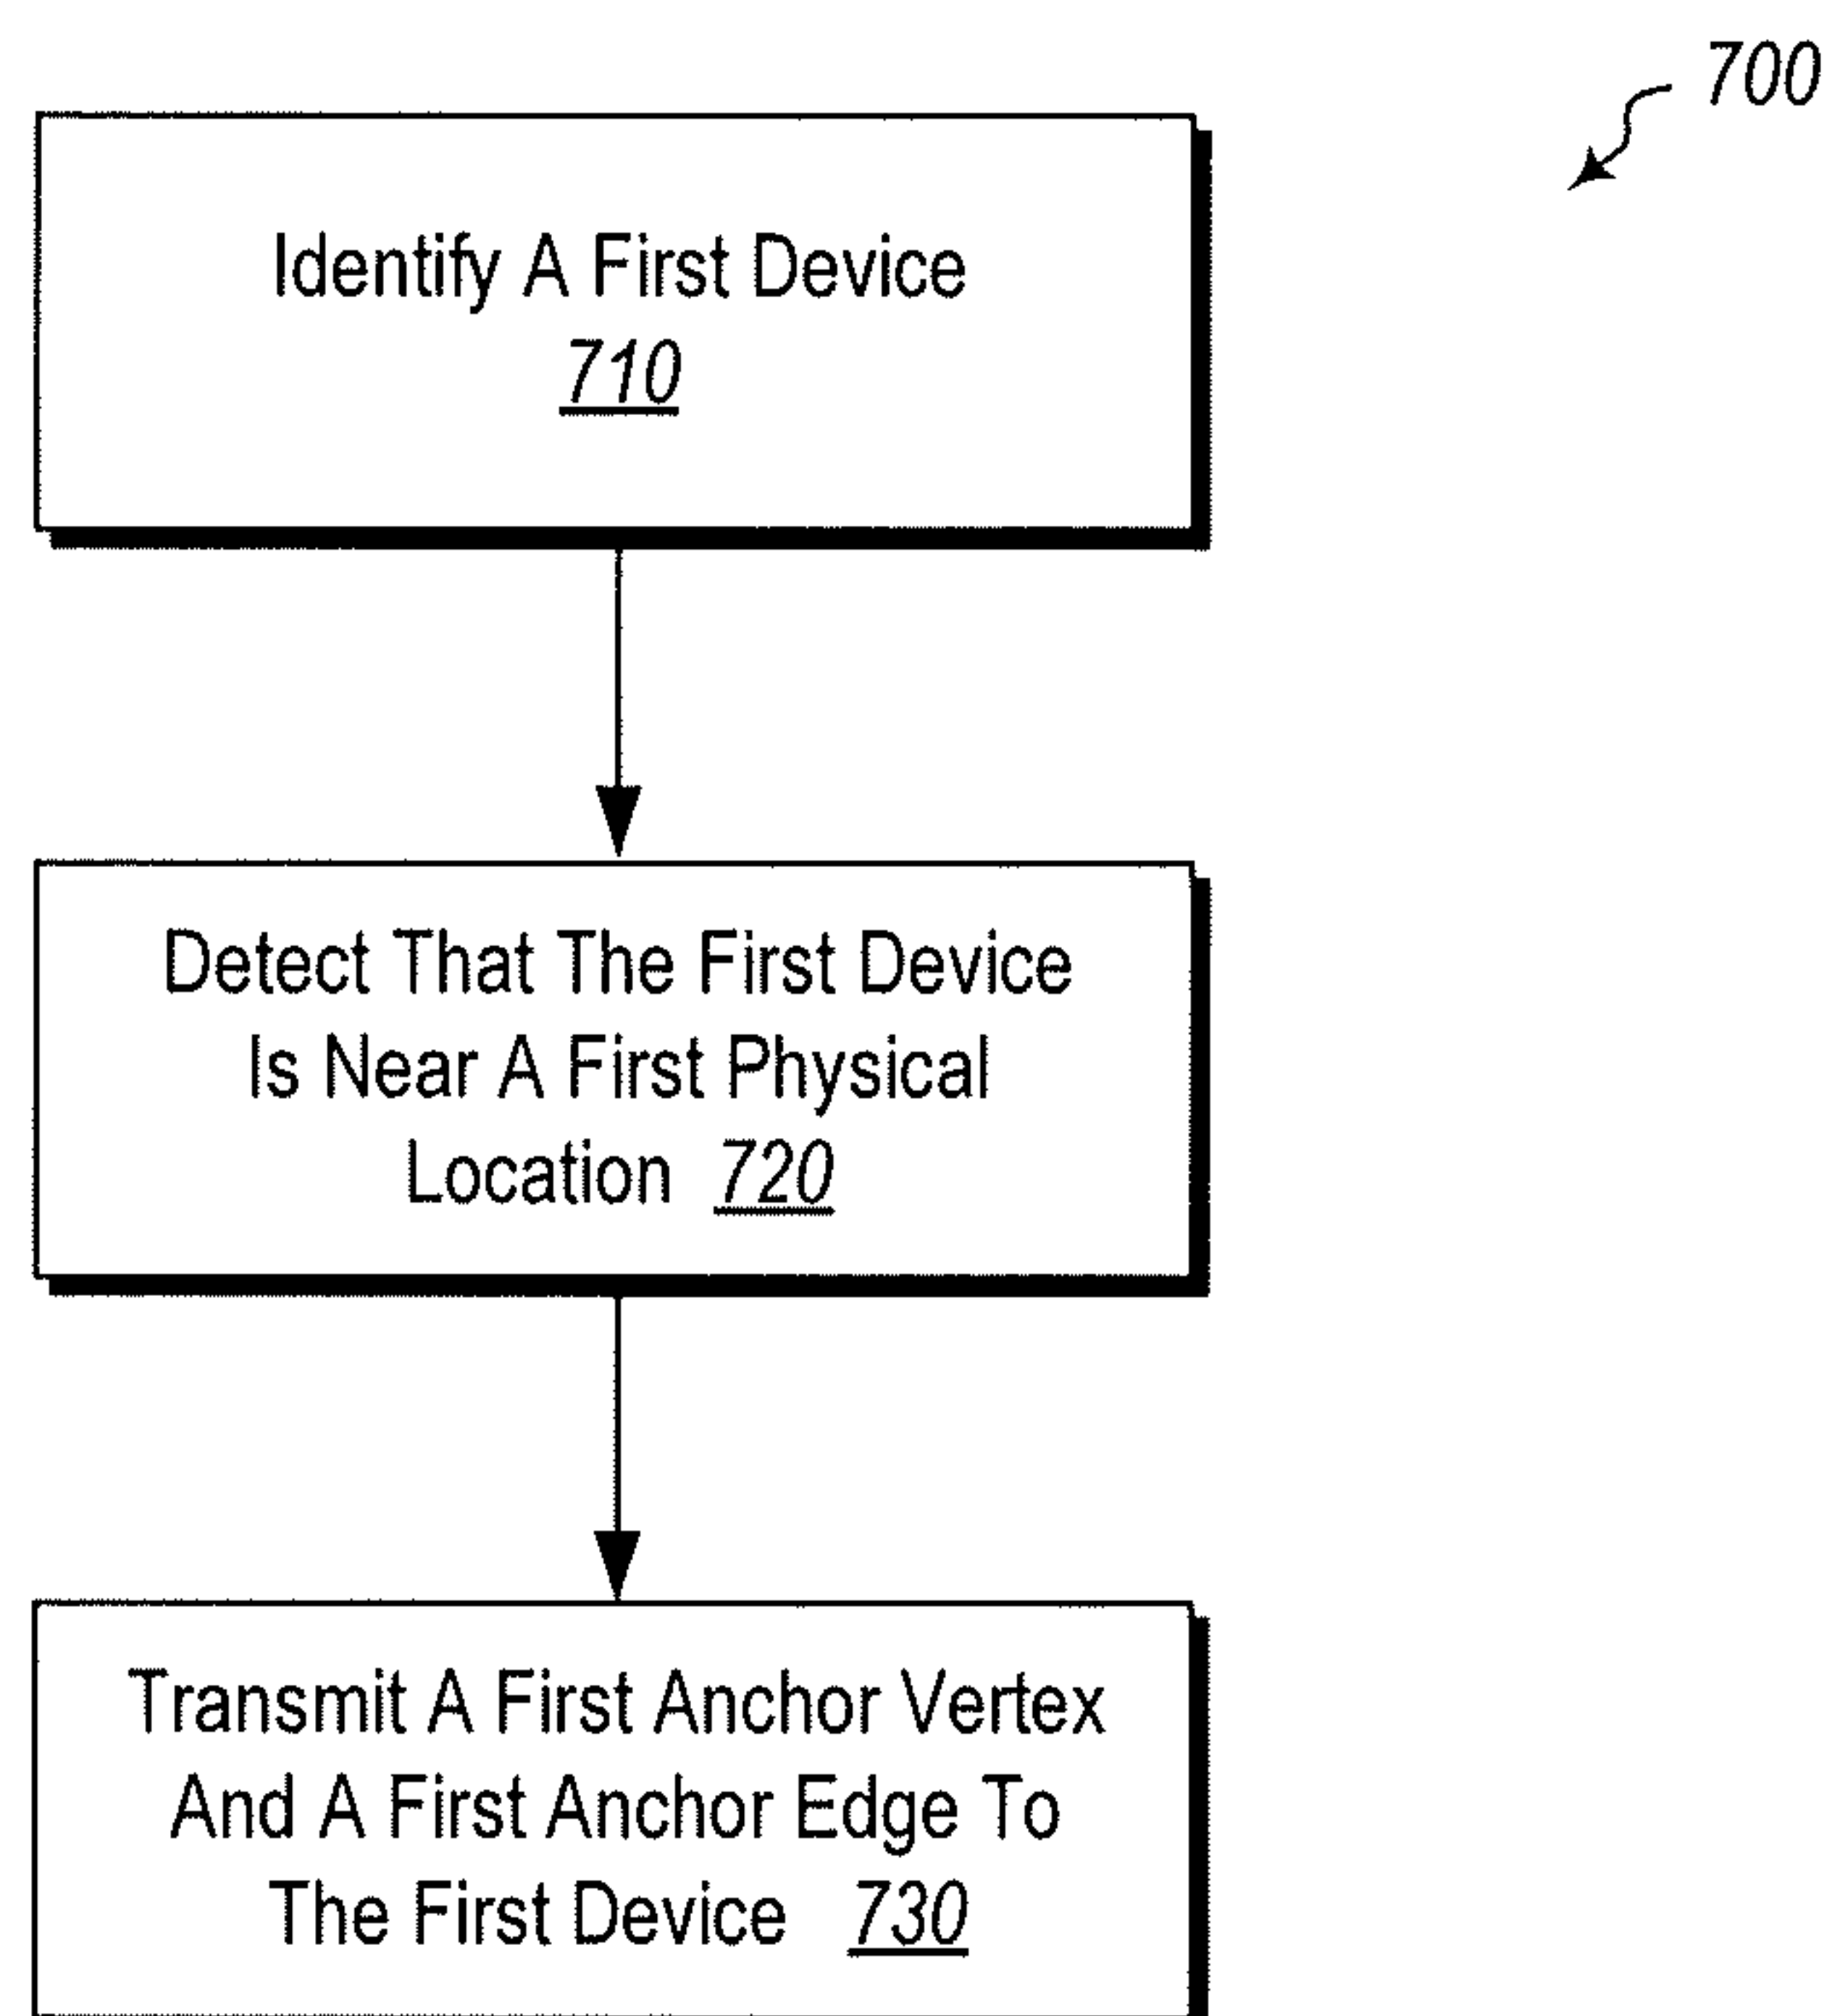 700
Identify A First Device
710
Detect That The First Device
Is Near A First Physical
Location 720
Transmit A First Anchor Vertex
And A First Anchor Edge To
The First Device 730